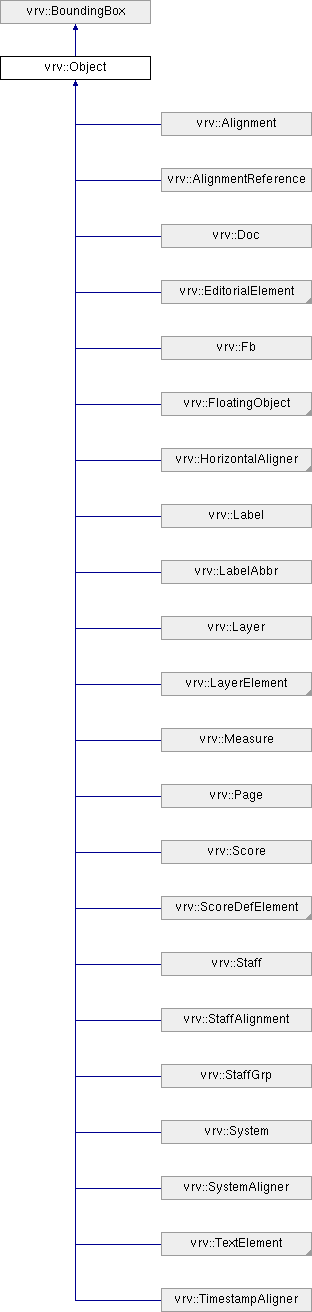 vrv::BoundingBox
vrv::Object
vrv::Alignment
vrv::AlignmentReference
vrv::Doc
vrv::EditorialElement
vrv::Fb
vrv::FloatingObject
vrv::HorizontalAligner
vrv::Label
vrv::LabelAbbr
vrv::Layer
vrv::LayerElement
vrv::Measure
vrv::Page
vrv::Score
vrv::ScoreDefElement
vrv::Staff
vrv::StaffAlignment
vrv::StaffGrp
vrv::System
vrv::SystemAligner
vrv::TextElement
vrv::TimestampAligner